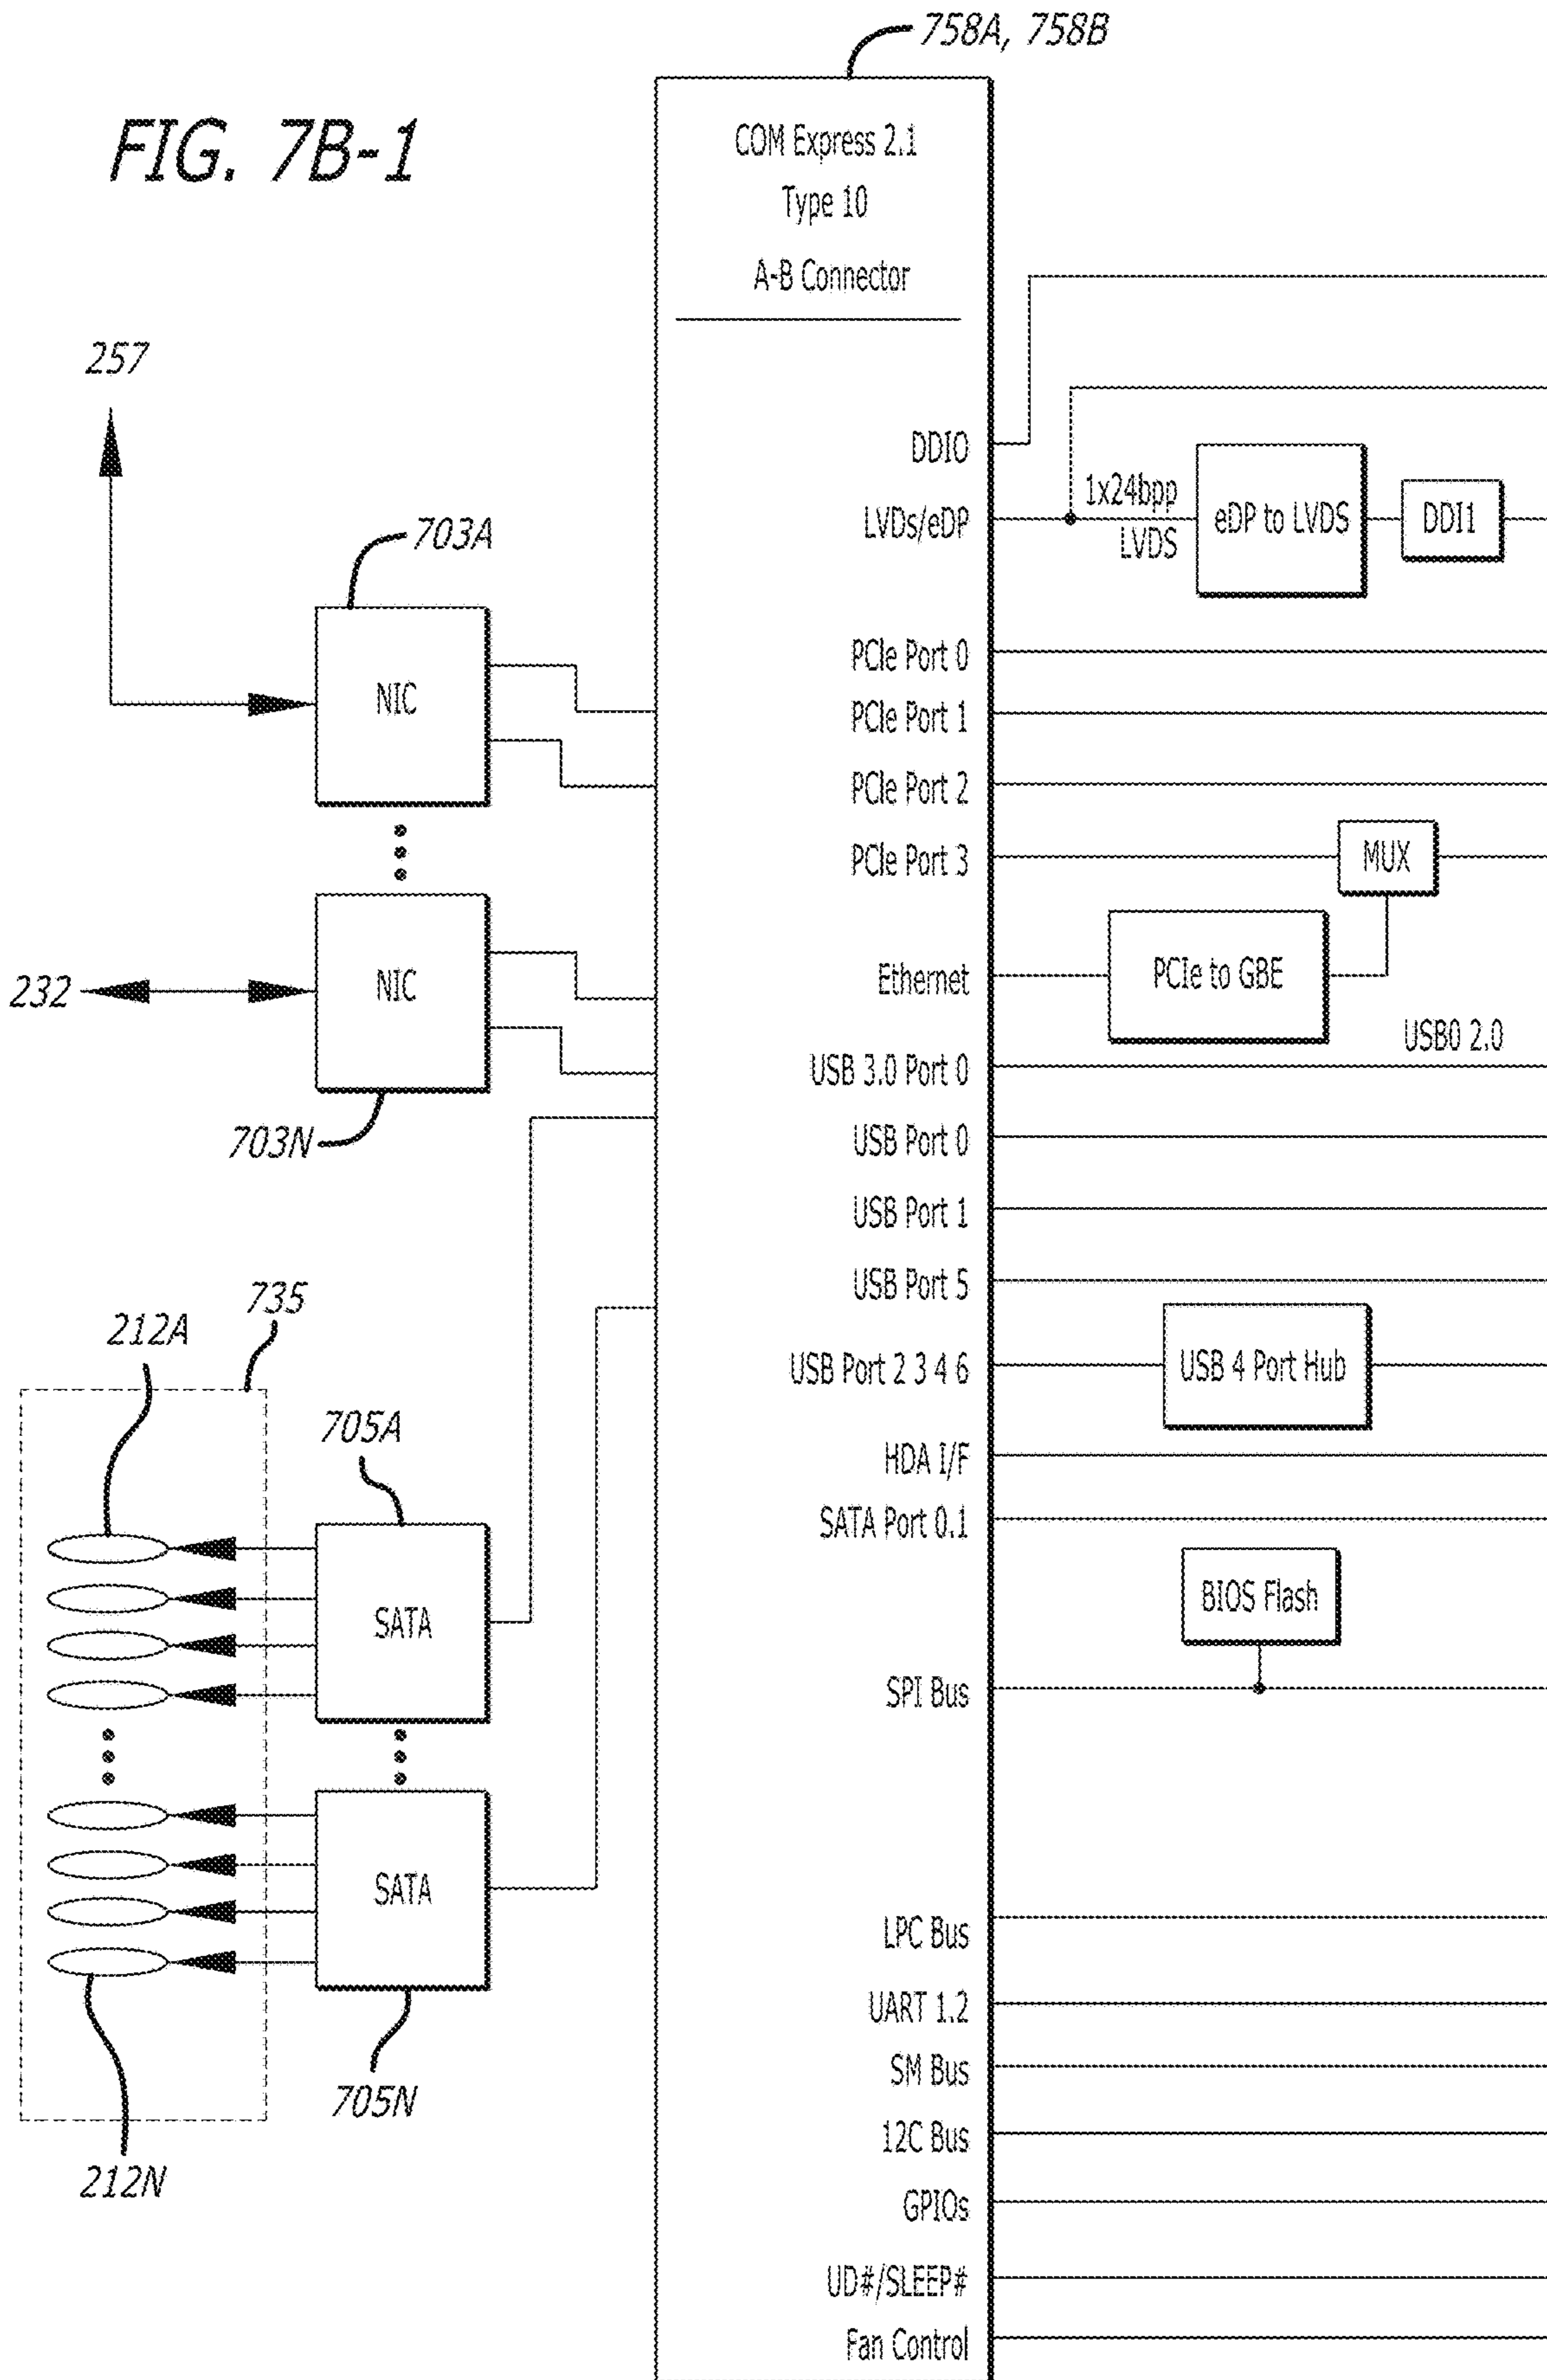 758A, 758B
FIG. 7B-1
COM Express 2.1
Type 10
A-B Connector
257
DDIO
1x24bpp
LVDS
eDP to LVDS
DDI1
LVDs/eDP
703A
NIC
PCIe Port 0
PCIe Port 1
PCIe Port 2
PCIe Port 3
MUX
232
NIC
Ethernet
PCIe to GBE
USB0 2.0
USB 3.0 Port 0
703N
USB Port 0
USB Port 1
USB Port 5
735
212A
USB Port 2 3 4 6
USB 4 Port Hub
705A
HDA I/F
SATA Port 0.1
SATA
BIOS Flash
SPI Bus
SATA
LPC Bus
UART 1.2
705N
SM Bus
212N
12C Bus
GPIOs
UD#/SLEEP#
Fan Control